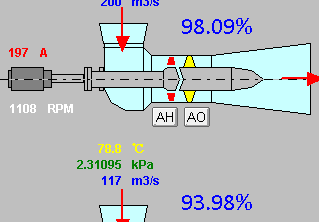 200 m3/s
98.09%
197 A
1108 RPM
AH AO
78.8 ℃
2.31095 kPa
117 m3/s
93.98%